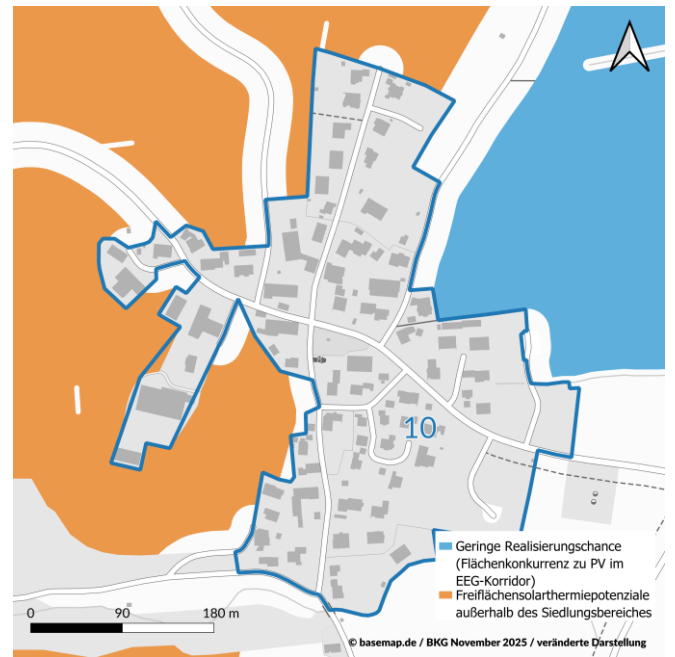 10
Geringe Realisierungschance
(Flächenkonkurrenz zu PV im
EEG-Korridor)
Freiflächensolarthermiepotenziale
außerhalb des Siedlungsbereiches
0 90 180 m
© basemap.de / BKG November 2025 / veränderte Darstellung